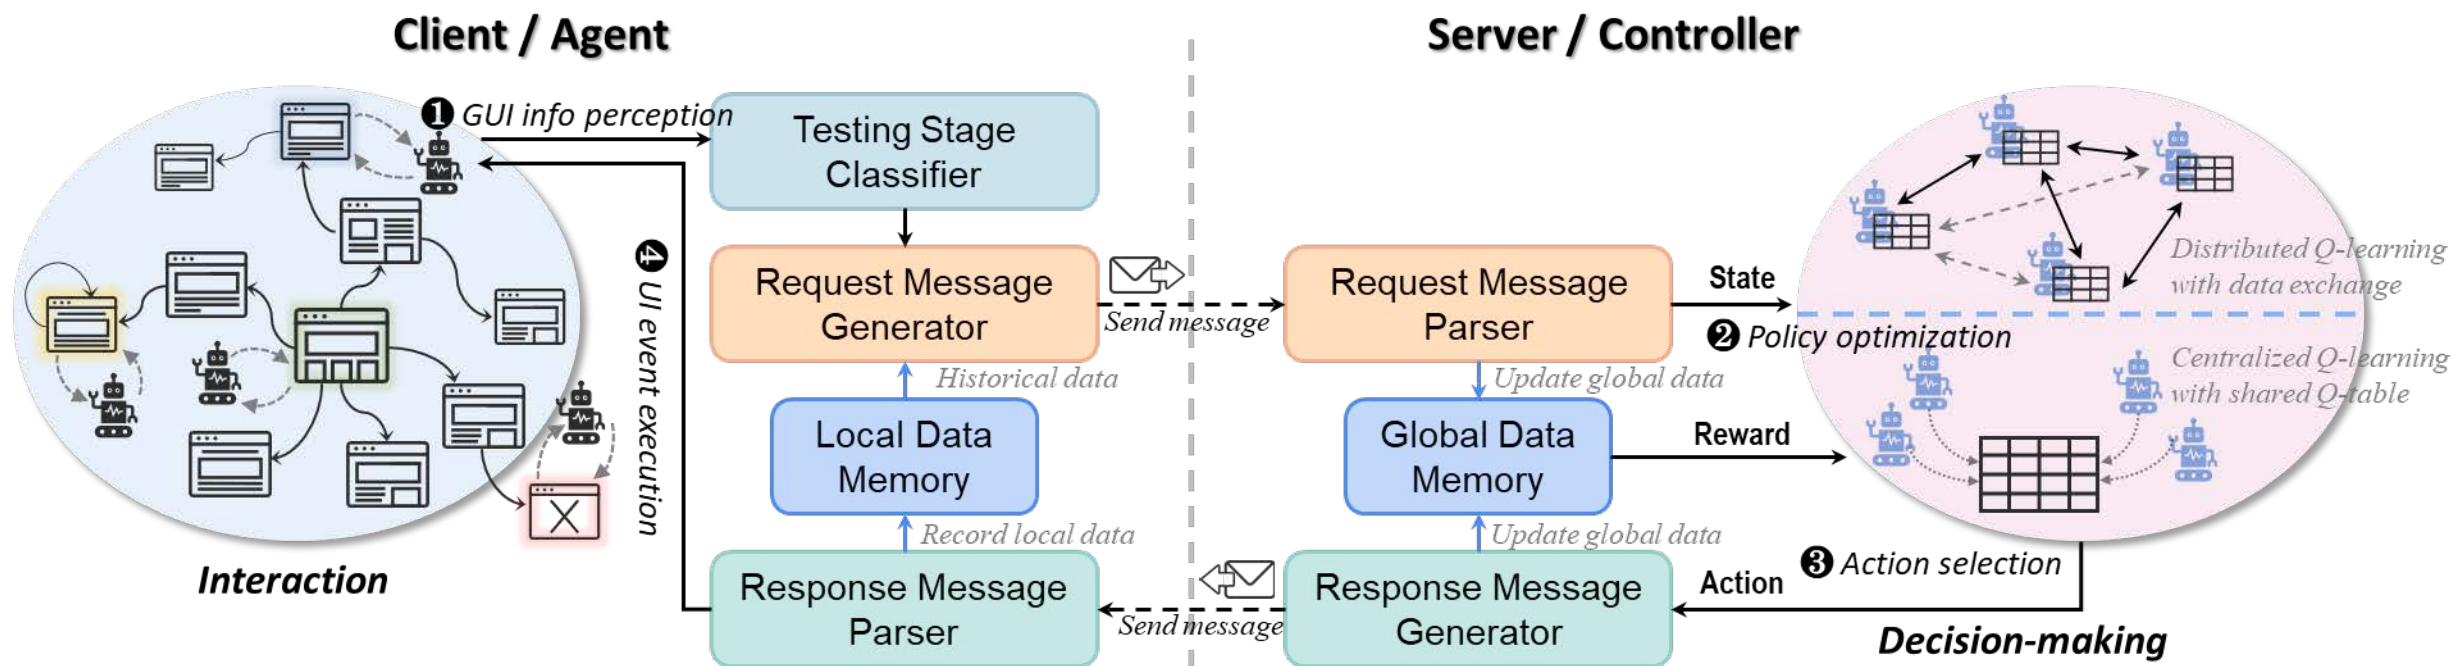 Client / Agent
Server / Controller
❶ GUI info perception
Testing Stage
Classifier
Request Message
Generator
Send message
Historical data
Local Data
Memory
Record local data
Response Message
Parser
❹ UI event execution
Interaction
Request Message
Parser
State
❷ Policy optimization
Update global data
Global Data
Memory
Reward
Update global data
Response Message
Generator
Send message
Action
❸ Action selection
Distributed Q-learning
with data exchange
Centralized Q-learning
with shared Q-table
Decision-making